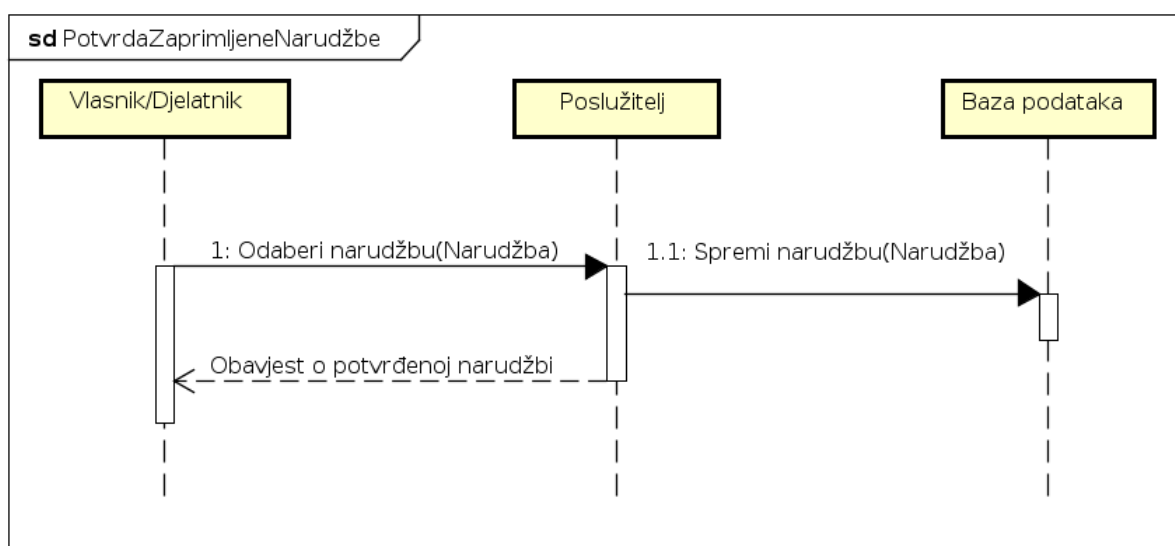 sd PotvrdaZaprimljeneNarudžbe
Vlasnik/Djelatnik
Poslužitelj
Baza podataka
1: Odaberi narudžbu(Narudžba)
1.1: Spremi narudžbu(Narudžba)
Obavjest o potvrđenoj narudžbi